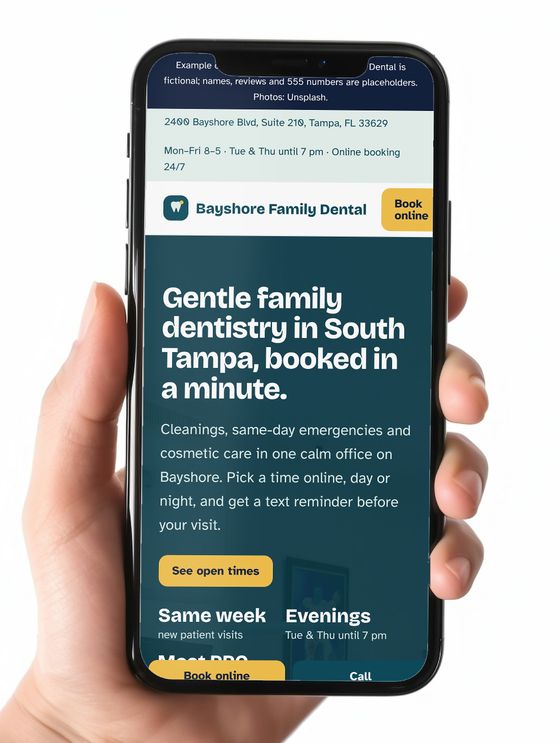 Example
Dental is
fictional; names, reviews and 555 numbers are placeholders.
Photos: Unsplash.
2400 Bayshore Blvd, Suite 210, Tampa, FL 33629
Mon–Fri 8–5 · Tue & Thu until 7 pm · Online booking
24/7
Bayshore Family Dental
Book
online
Gentle family
dentistry in South
Tampa, booked in
a minute.
Cleanings, same-day emergencies and
cosmetic care in one calm office on
Bayshore. Pick a time online, day or
night, and get a text reminder before
your visit.
See open times
Same week
Evenings
new patient visits
Tue & Thu until 7 pm
Book online
Call